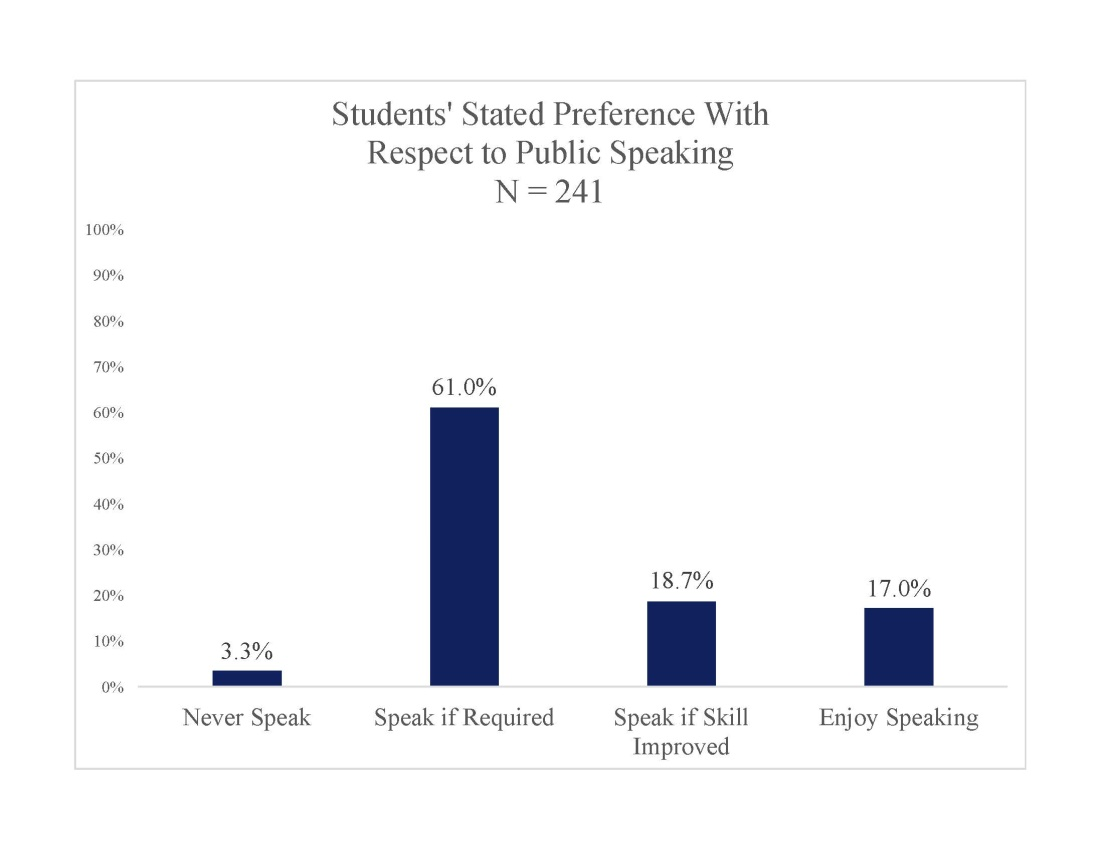 Students' Stated Preference With
Respect to Public Speaking
N = 241
100%
90%
80%
70%
60%
50%
40%
30%
20%
10%
0%
3.3%
61.0%
18.7%
17.0%
Never Speak
Speak if Required
Speak if Skill
Improved
Enjoy Speaking